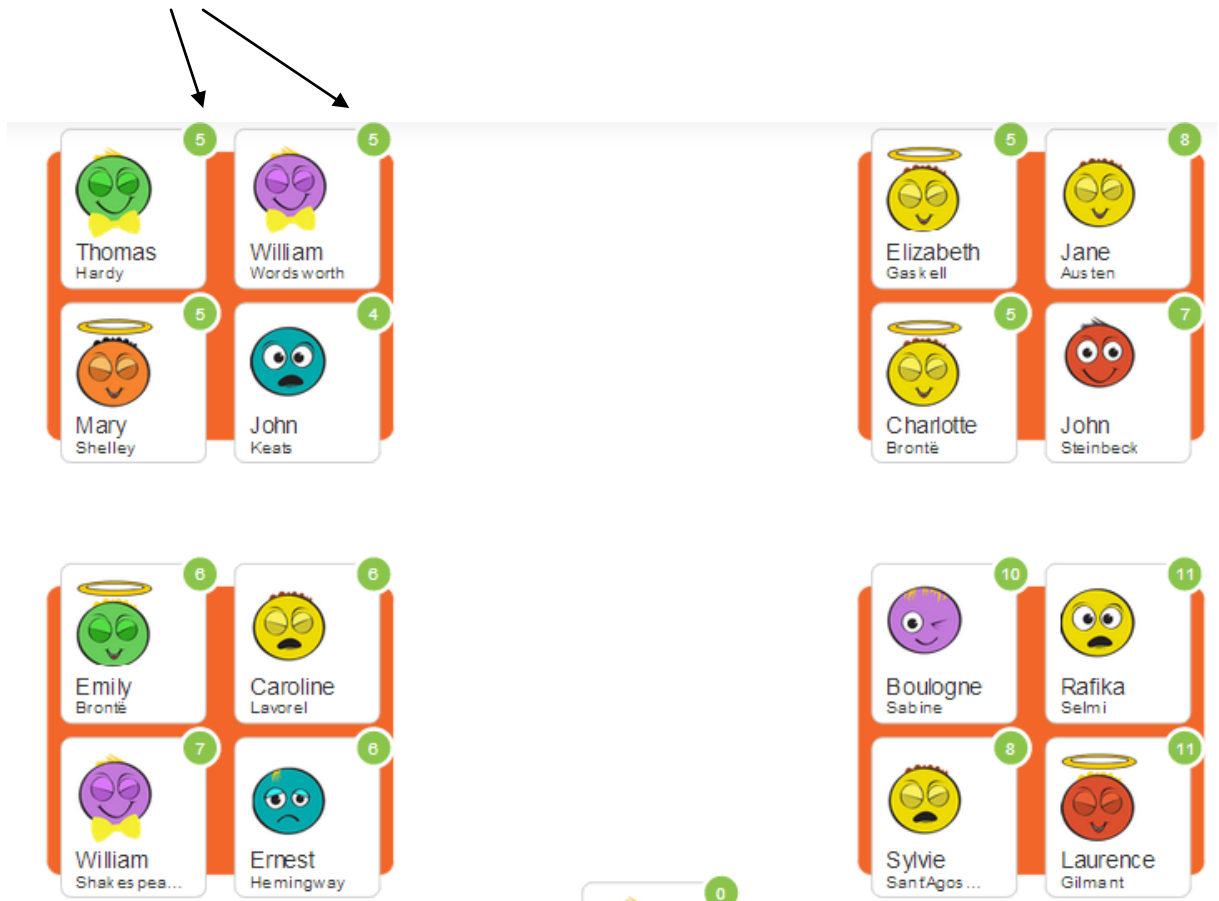 5
5
Thomas
Hardy
William
Wordsworth
5
4
Mary
Shelley
John
Keats
5
8
Elizabeth
Gaskell
Jane
Austen
5
7
Charlotte
Brontë
John
Steinbeck
6
6
Emily
Brontë
Caroline
Lavorel
7
6
William
Shakespea...
Ernest
Hemingway
10
11
Boulogne
Sabine
Rafika
Selmi
8
11
Sylvie
Sant'Agos...
Laurence
Gilmant
0